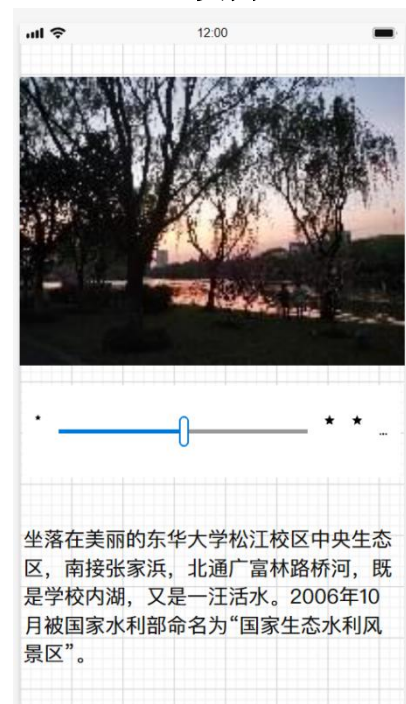 12:00
坐落在美丽的东华大学松江校区中央生态
区，南接张家浜，北通广富林路桥河，既
是学校内湖，又是一汪活水。2006年10
月被国家水利部命名为“国家生态水利风
景区”。